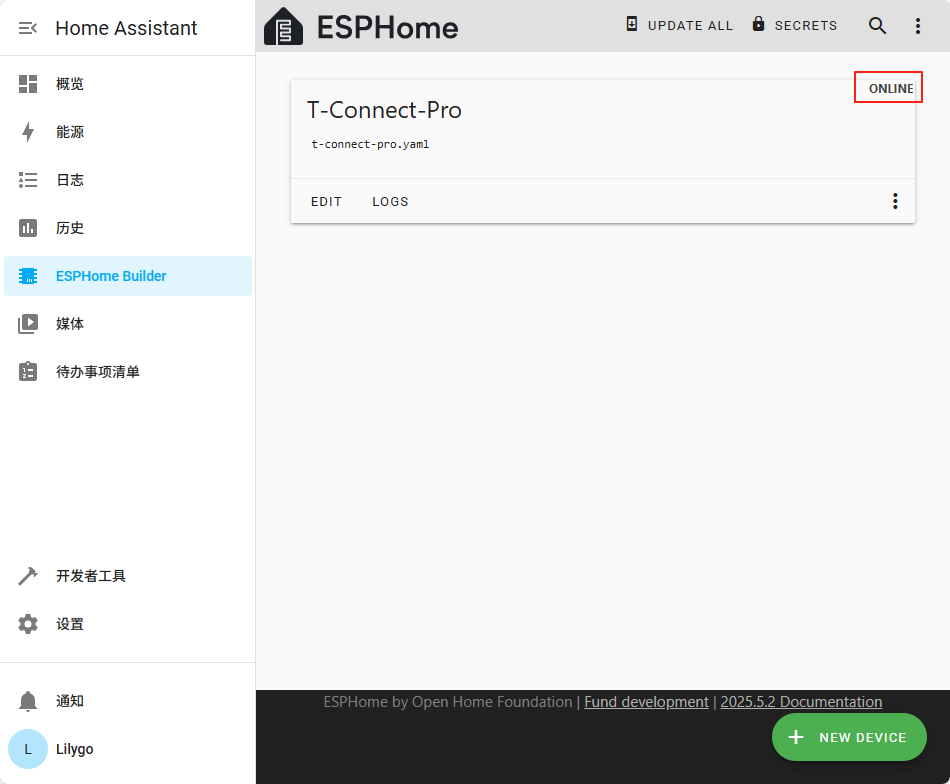 Home Assistant
概览
能源
日志
历史
ESPHome Builder
媒体
待办事项清单
开发者工具
设置
通知
L
Lilygo
ESPHome
UPDATE ALL
SECRETS
ONLINE
T-Connect-Pro
t-connect-pro.yaml
EDIT
LOGS
ESPHome by Open Home Foundation | Fund development | 2025.5.2 Documentation
+ NEW DEVICE